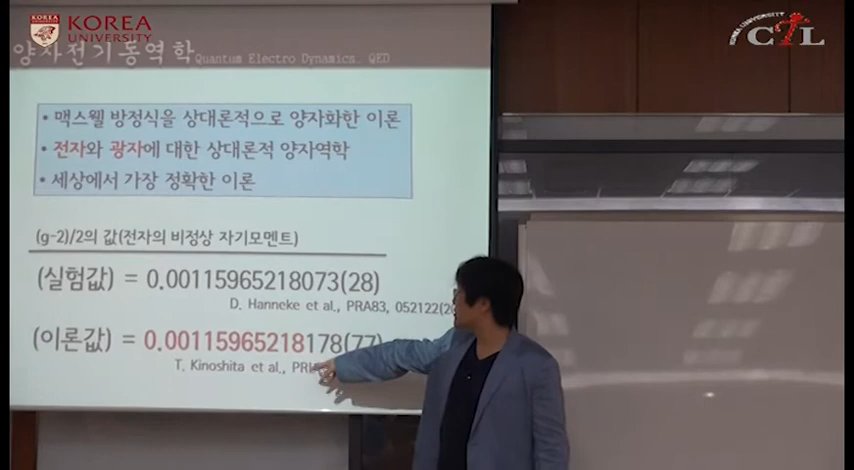 KOREA
UNIVERSITY
KOREA UNIVERSITY
CTL
양자전기동역학 Quantum Electro Dynamics. QED
• 맥스웰 방정식을 상대론적으로 양자화한 이론
• 전자와 광자에 대한 상대론적 양자역학
• 세상에서 가장 정확한 이론
(g-2)/2의 값(전자의 비정상 자기모멘트)
(실험값) = 0.00115965218073(28)
D. Hanneke et al., PRA83, 052122
(이론값) = 0.00115965218178(77)
T. Kinoshita et al.,